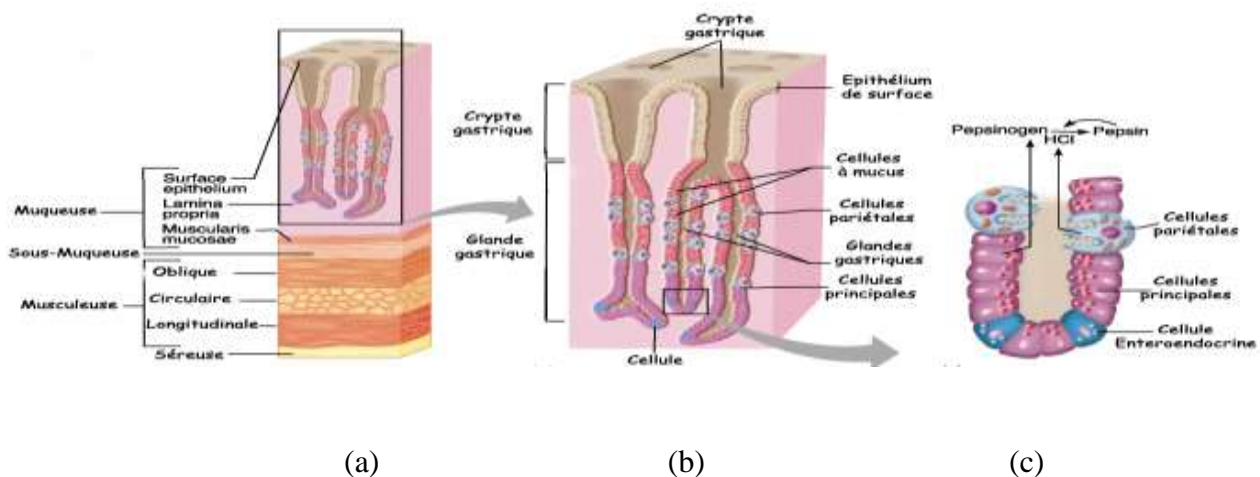 Surface
epithelium
Lamina
propria
Muscularis
mucosae
Muqueuse
Sous-Muqueuse
Oblique
Circulaire
Longitudinale
Musculeuse
Séreuse
Crypte
gastrique
Epithélium
de surface
Crypte
gastrique
Glande
gastrique
Cellules
à mucus
Cellules
pariétales
Glandes
gastriques
Cellules
principales
Cellule
Pepsinogen
HCl
Pepsin
Cellules
pariétales
Cellules
principales
Cellule
Enteroendocrine
(a)
(b)
(c)